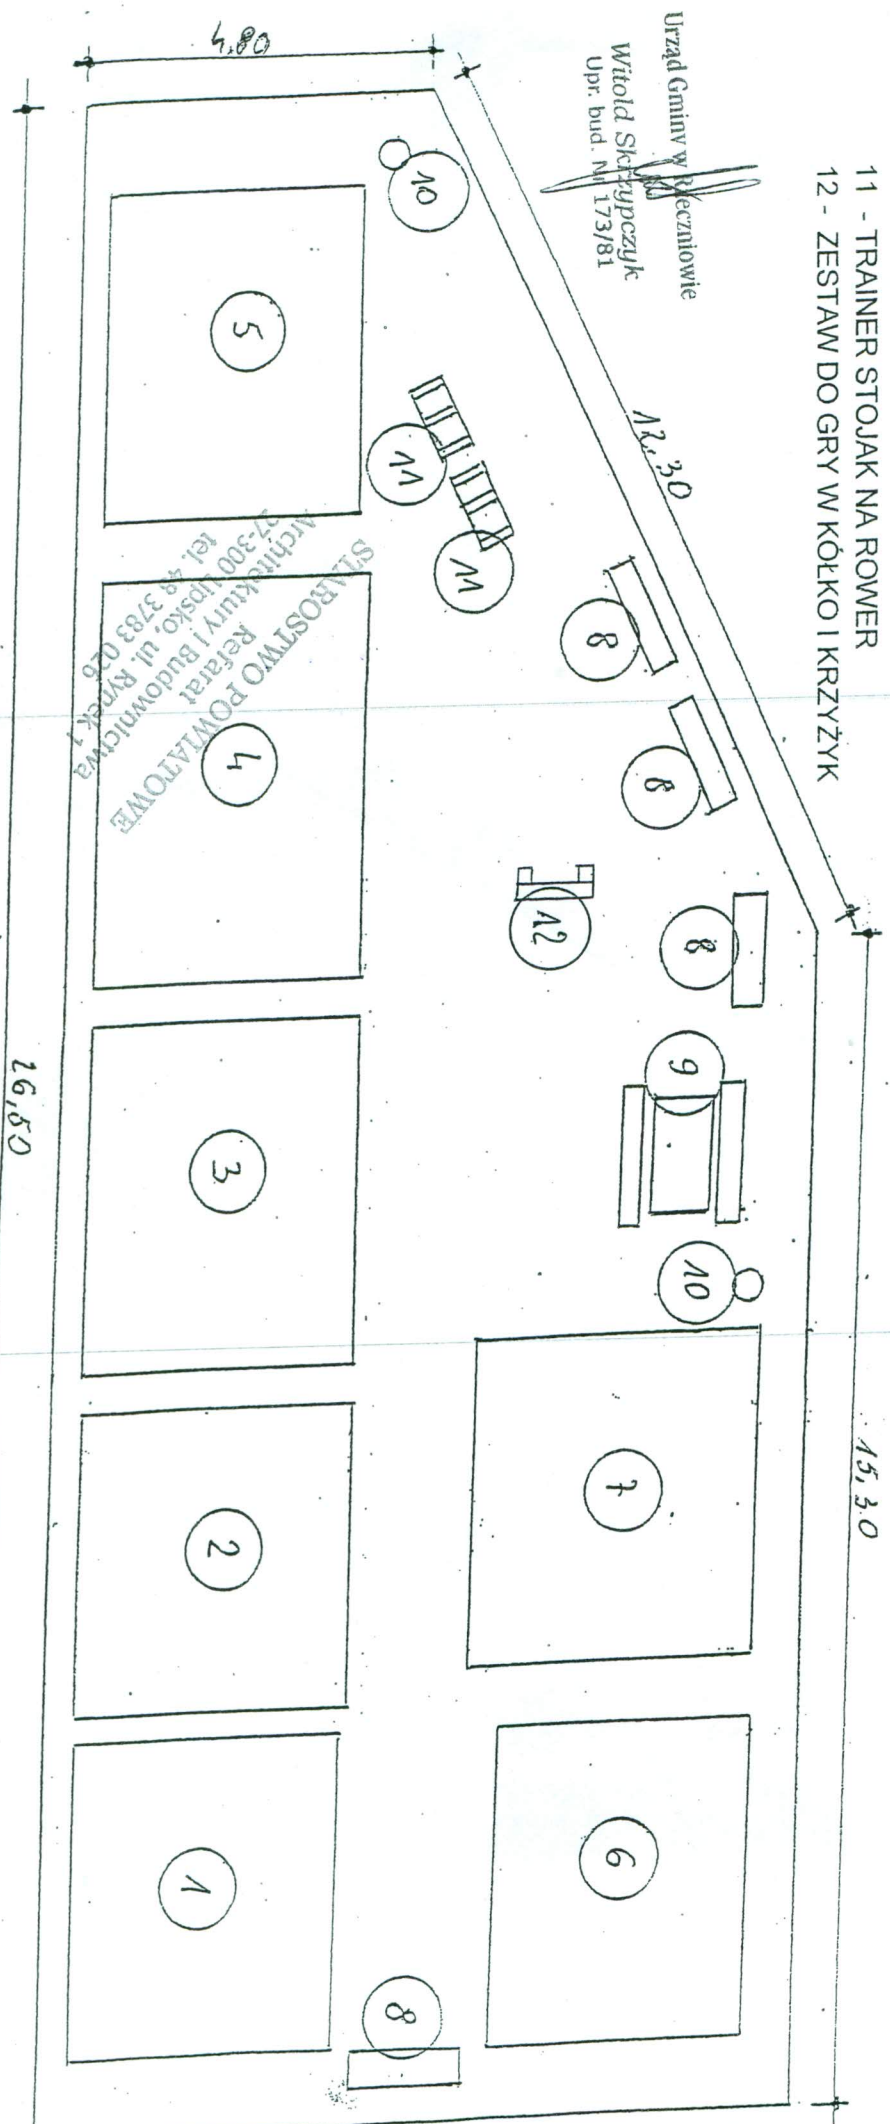 11 - TRAINER STOJAK NA ROWER
12 - ZESTAW DO GRY W KÓŁKO I KRZYŻYK
Urząd Gminy w Rzeczniowie
Witold Skrzypczyk
Upr. bud. Nr 173/81
4,80
12,30
15,30
26,50
10
5
11
11
8
8
STAROSTWO POWIATOWE
Referat
Architektury i Budownictwa
27-300 Lipsko, ul. Rynek 1
tel. 48 3783 026
4
12
8
9
3
10
7
2
6
1
8